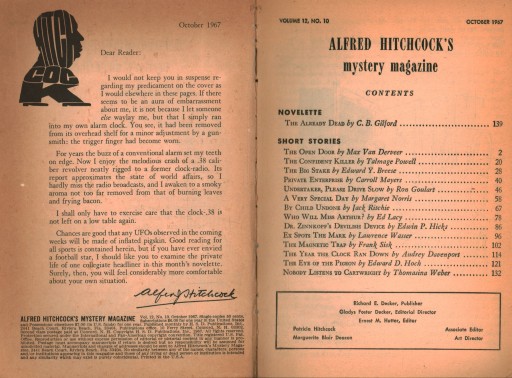 HITCH
COC
K
October 1967
Dear Reader:
I would not keep you in suspense re-
garding my predicament on the cover as
I would elsewhere in these pages. If there
seems to be an aura of embarrassment
about me, it is not because I let someone
else waylay me, but that I simply ran
into my own alarm clock. You see, it had been removed
from its overhead shelf for a minor adjustment by a gun-
smith: the trigger finger had become worn.
For years the buzz of a conventional alarm set my teeth
on edge. Now I enjoy the melodious crash of a .38 cali-
ber revolver neatly rigged to a former clock-radio. Its
report approximates the state of world affairs, so I
hardly miss the radio broadcasts, and I awaken to a smoky
aroma not too far removed from that of burning leaves
and frying bacon.
I shall only have to exercise care that the clock-.38 is
not left on a low table again.
Chances are good that any UFOs observed in the coming
weeks will be made of inflated pigskin. Good reading for
all sports is contained herein, but if you have ever envied
a football star, I should like you to examine the private
life of one collegiate headliner in this month's novelette.
Surely, then, you will feel considerably more comfortable
about your own situation.
Alfred J Hitchcock
ALFRED HITCHCOCK'S MYSTERY MAGAZINE
VOLUME 12, NO. 10
OCTOBER 1967
ALFRED HITCHCOCK'S
mystery magazine
CONTENTS
NOVELETTE
THE ALREADY DEAD by C. B. Gilford 139
SHORT STORIES
THE OPEN DOOR by Max Van Derveer 2
THE CONFIDENT KILLER by Talmage Powell 20
THE BIG STAKE by Edward Y. Breese 28
PRIVATE ENTERPRISE by Carroll Mayers 40
UNDERTAKER, PLEASE DRIVE SLOW by Ron Goulart 46
A VERY SPECIAL DAY by Margaret Norris 58
BY CHILD UNDONE by Jack Ritchie 67
WHO WILL MISS ARTHUR? by Ed Lacy 78
DR. ZINNKOPF'S DEVILISH DEVICE by Edwin P. Hicks 86
EX SPOTS THE MARK by Lawrence Wasser 96
THE MAGNETIC TRAP by Frank Sisk 102
THE YEAR THE CLOCK RAN DOWN by Audrey Davenport 114
THE EYE OF THE PIGEON by Edward D. Hoch 121
NOBODY LISTENS TO CARTWRIGHT by Thomasina Weber 132
Richard E. Decker, Publisher
Gladys Foster Decker, Editorial Director
Ernest M. Hutter, Editor
Patricia Hitchcock Associate Editor
Marguerite Blair Deacon Art Director